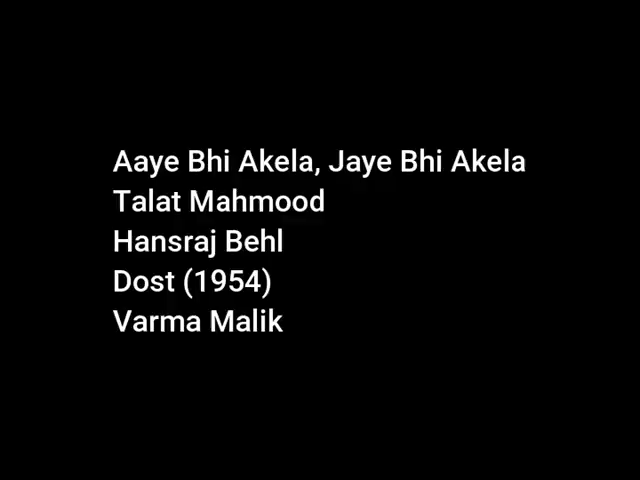 Aaye Bhi Akela, Jaye Bhi Akela
Talat Mahmood
Hansraj Behl
Dost (1954)
Varma Malik